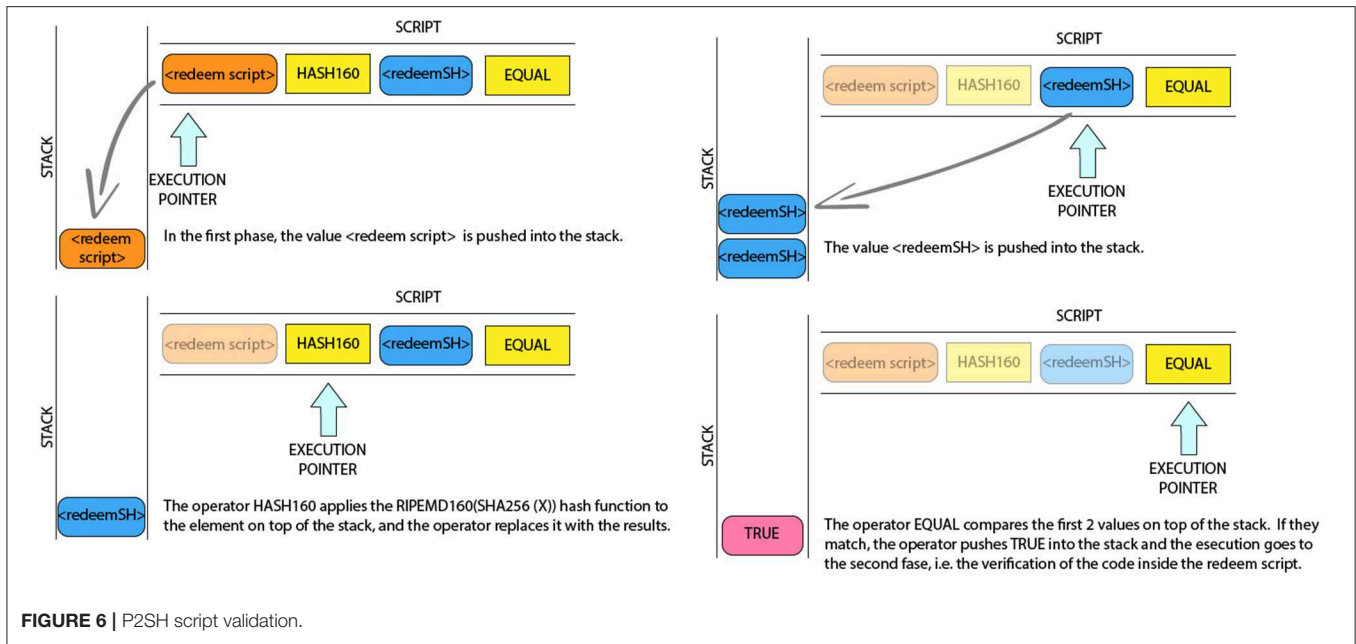 SCRIPT
<redeem script> HASH160 <redeemSH> EQUAL
STACK
EXECUTION
POINTER
<redeem
script>
In the first phase, the value <redeem script> is pushed into the stack.
SCRIPT
<redeem script> HASH160 <redeemSH> EQUAL
STACK
EXECUTION
POINTER
<redeemSH>
The operator HASH160 applies the RIPEMD160(SHA256 (X)) hash function to
the element on top of the stack, and the operator replaces it with the results.
SCRIPT
<redeem script> HASH160 <redeemSH> EQUAL
STACK
EXECUTION
POINTER
<redeemSH>
<redeemSH>
The value <redeemSH> is pushed into the stack.
SCRIPT
<redeem script> HASH160 <redeemSH> EQUAL
STACK
EXECUTION
POINTER
TRUE
The operator EQUAL compares the first 2 values on top of the stack. If they
match, the operator pushes TRUE into the stack and the esecution goes to
the second fase, i.e. the verification of the code inside the redeem script.
FIGURE 6 | P2SH script validation.